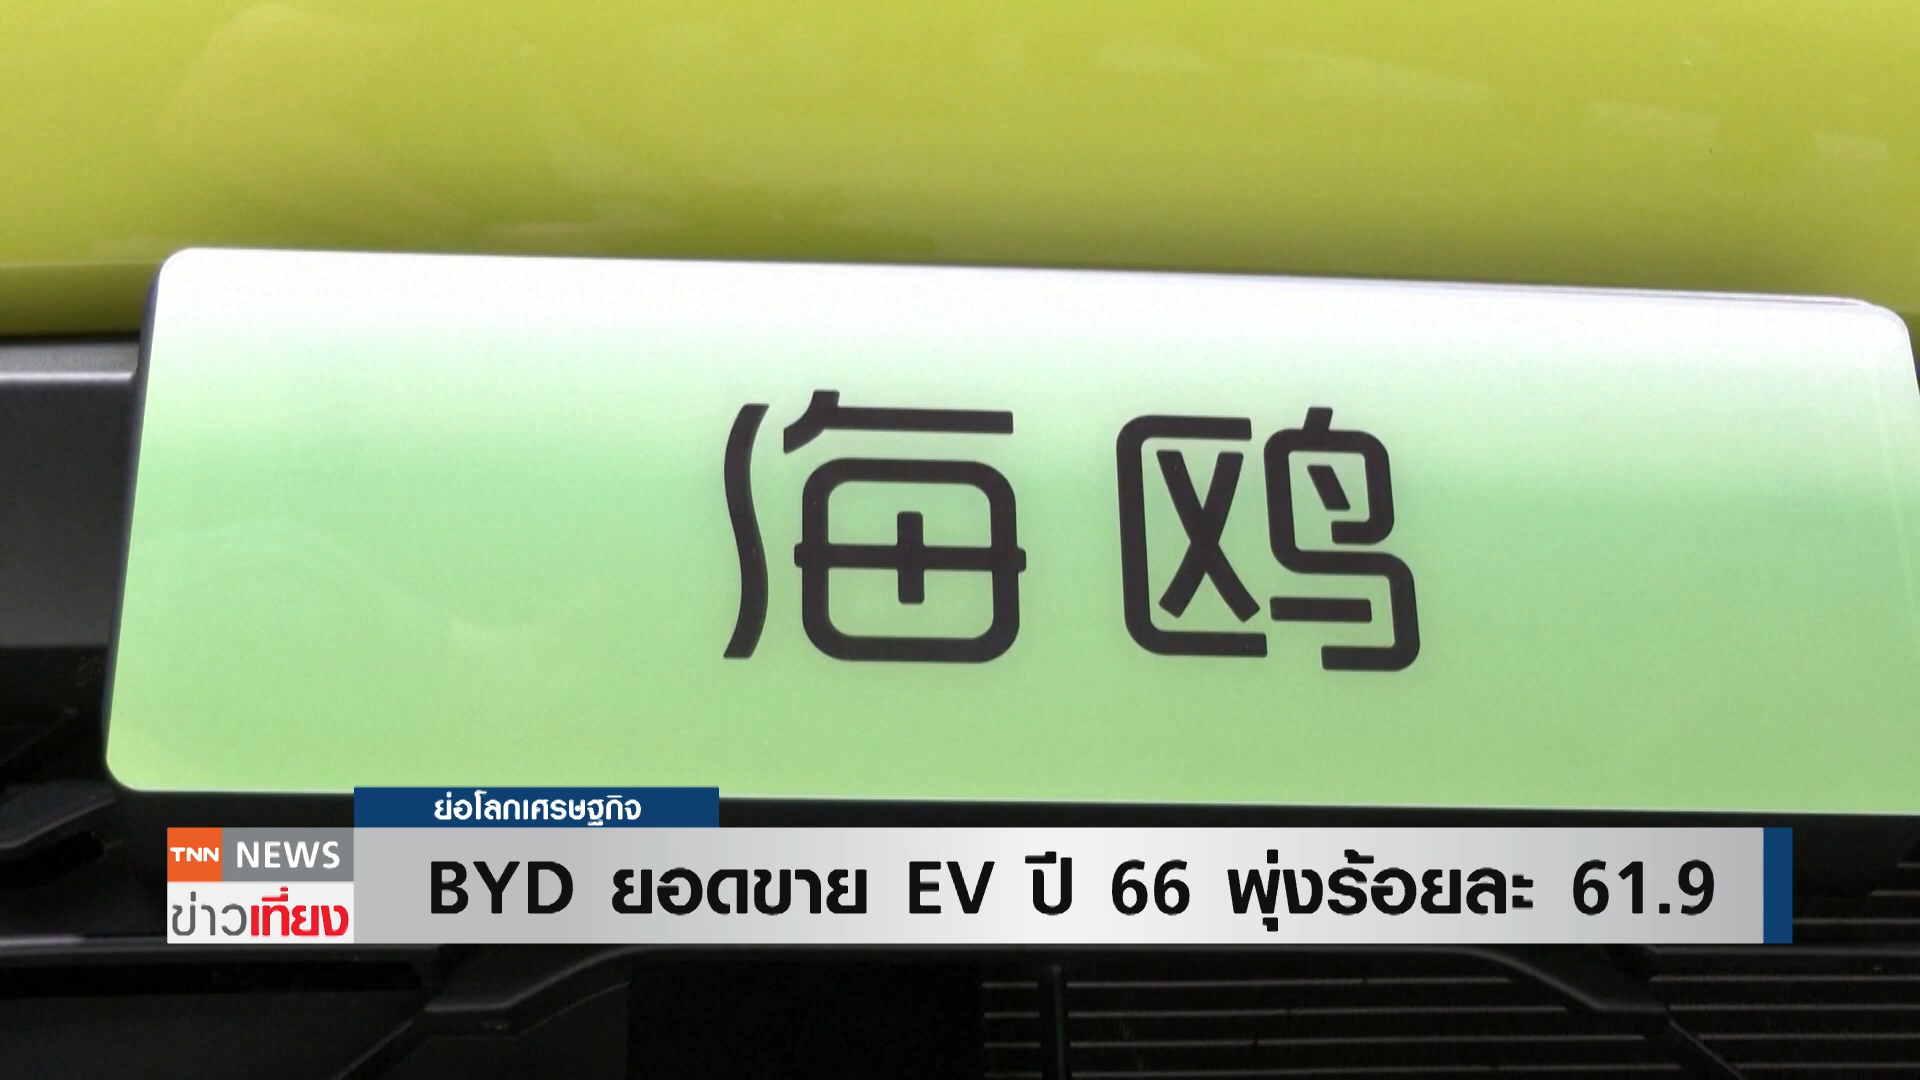 海鸥
ย่อโลกเศรษฐกิจ
TNN NEWS
ข่าวเที่ยง
BYD ยอดขาย EV ปี 66 พุ่งร้อยละ 61.9